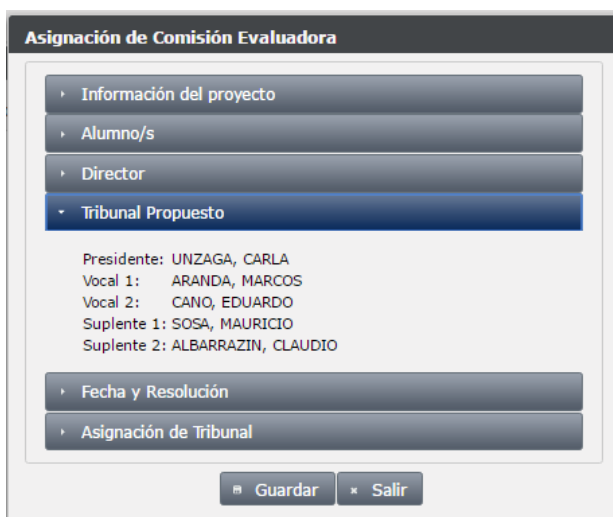 Asignación de Comisión Evaluadora
Información del proyecto
Alumno/s
Director
Tribunal Propuesto
Presidente: UNZAGA, CARLA
Vocal 1: ARANDA, MARCOS
Vocal 2: CANO, EDUARDO
Suplente 1: SOSA, MAURICIO
Suplente 2: ALBARRAZIN, CLAUDIO
Fecha y Resolución
Asignación de Tribunal
Guardar Salir